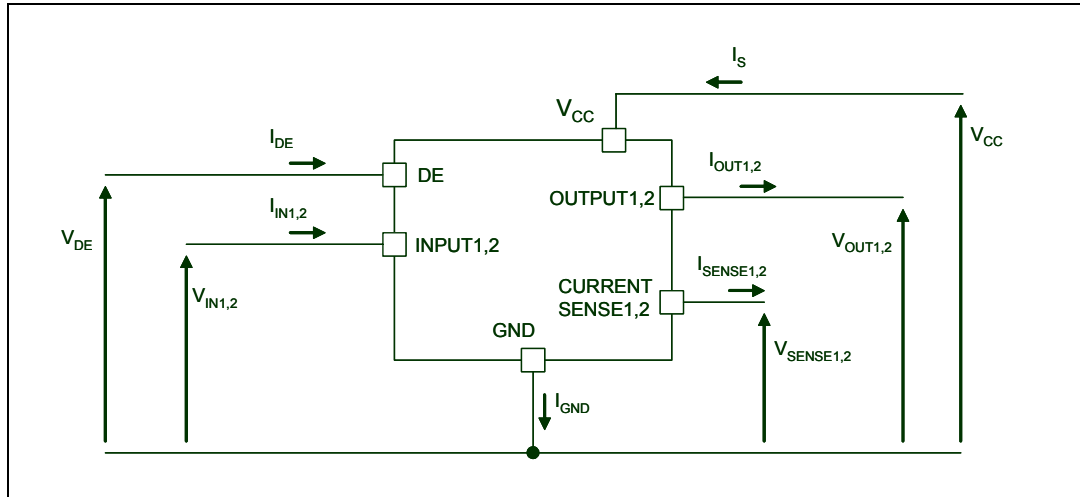 I_S
V_CC
V_CC
I_DE
DE
I_OUT1,2
OUTPUT1,2
I_IN1,2
V_DE
INPUT1,2
V_OUT1,2
I_SENSE1,2
V_IN1,2
CURRENT
SENSE1,2
GND
V_SENSE1,2
I_GND